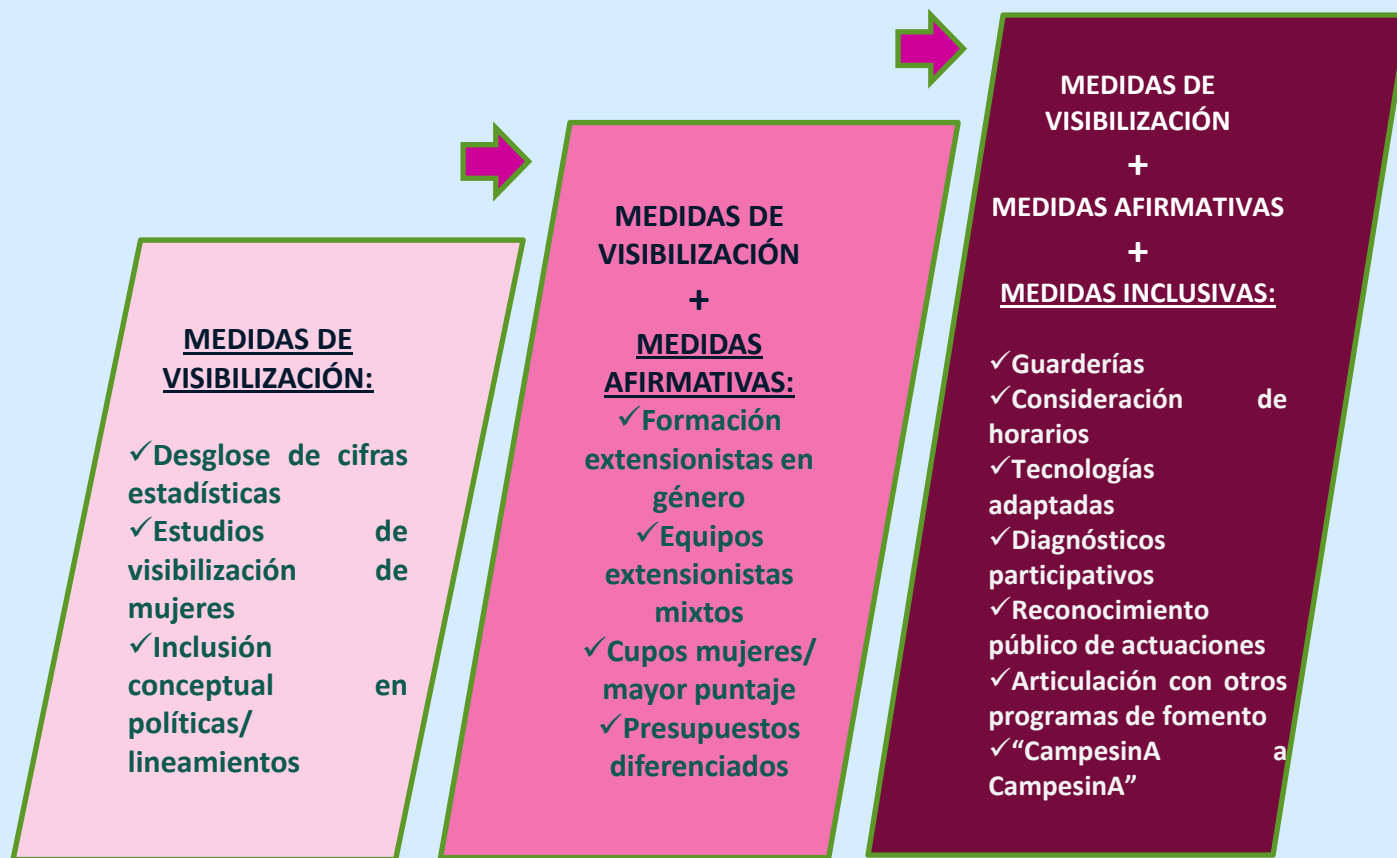 MEDIDAS DE
VISIBILIZACIÓN:
✓Desglose de cifras
estadísticas
✓Estudios de
visibilización de
mujeres
✓Inclusión
conceptual en
políticas/
lineamientos
MEDIDAS DE
VISIBILIZACIÓN
+
MEDIDAS
AFIRMATIVAS:
✓Formación
extensionistas en
género
✓Equipos
extensionistas
mixtos
✓Cupos mujeres/
mayor puntaje
✓Presupuestos
diferenciados
MEDIDAS DE
VISIBILIZACIÓN
+
MEDIDAS AFIRMATIVAS
+
MEDIDAS INCLUSIVAS:
✓Guarderías
✓Consideración de
horarios
✓Tecnologías
adaptadas
✓Diagnósticos
participativos
✓Reconocimiento
público de actuaciones
✓Articulación con otros
programas de fomento
✓“CampesinA a
CampesinA”